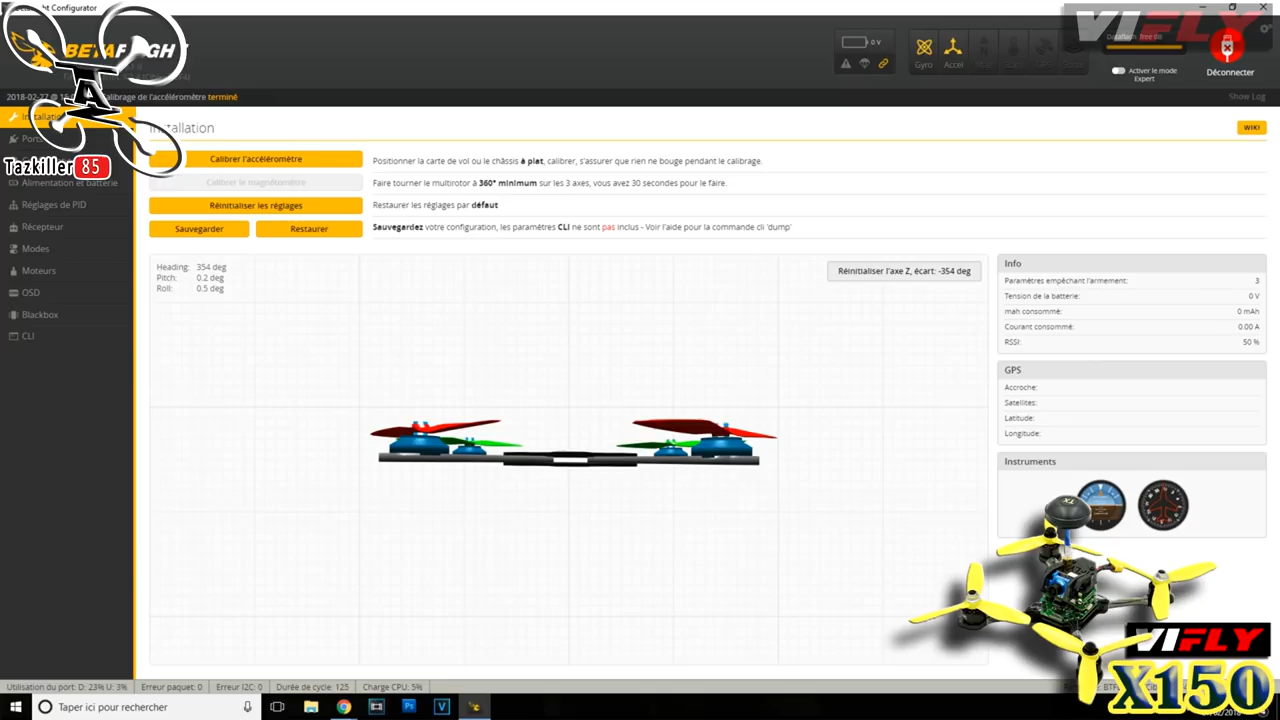 Configurator
BETAFLIGHT
VIFLY
0 V
Gyro
Accel
Activer le mode
Expert
Déconnecter
2018-02-27 @
Calibrage de l'accéléromètre terminé
Show Log
Tazkiller 85
Installation
Ports
Alimentation et batterie
Réglages de PID
Récepteur
Modes
Moteurs
OSD
Blackbox
CLI
Installation
WIKI
Calibrer l'accéléromètre
Positionner la carte de vol ou le châssis à plat, calibrer, s'assurer que rien ne bouge pendant le calibrage.
Calibrer le magnétomètre
Faire tourner le multirotor à 360° minimum sur les 3 axes, vous avez 30 secondes pour le faire.
Réinitialiser les réglages
Restaurer les réglages par défaut
Sauvegarder
Restaurer
Sauvegardez votre configuration, les paramètres CLI ne sont pas inclus - Voir l'aide pour la commande cli 'dump'
Heading: 354 deg
Pitch: 0.2 deg
Roll: 0.5 deg
Réinitialiser l'axe Z, écart: -354 deg
Info
Paramètres empêchant l'armement: 3
Tension de la batterie: 0 V
mah consommé: 0 mAh
Courant consommé: 0.00 A
RSSI: 50 %
GPS
Accroche:
Satellites:
Latitude:
Longitude:
Instruments
TX
VIFLY
X150
Utilisation du port: D: 23% U: 3%
Erreur paquet: 0
Erreur I2C: 0
Durée de cycle: 125
Charge CPU: 5%
Taper ici pour rechercher